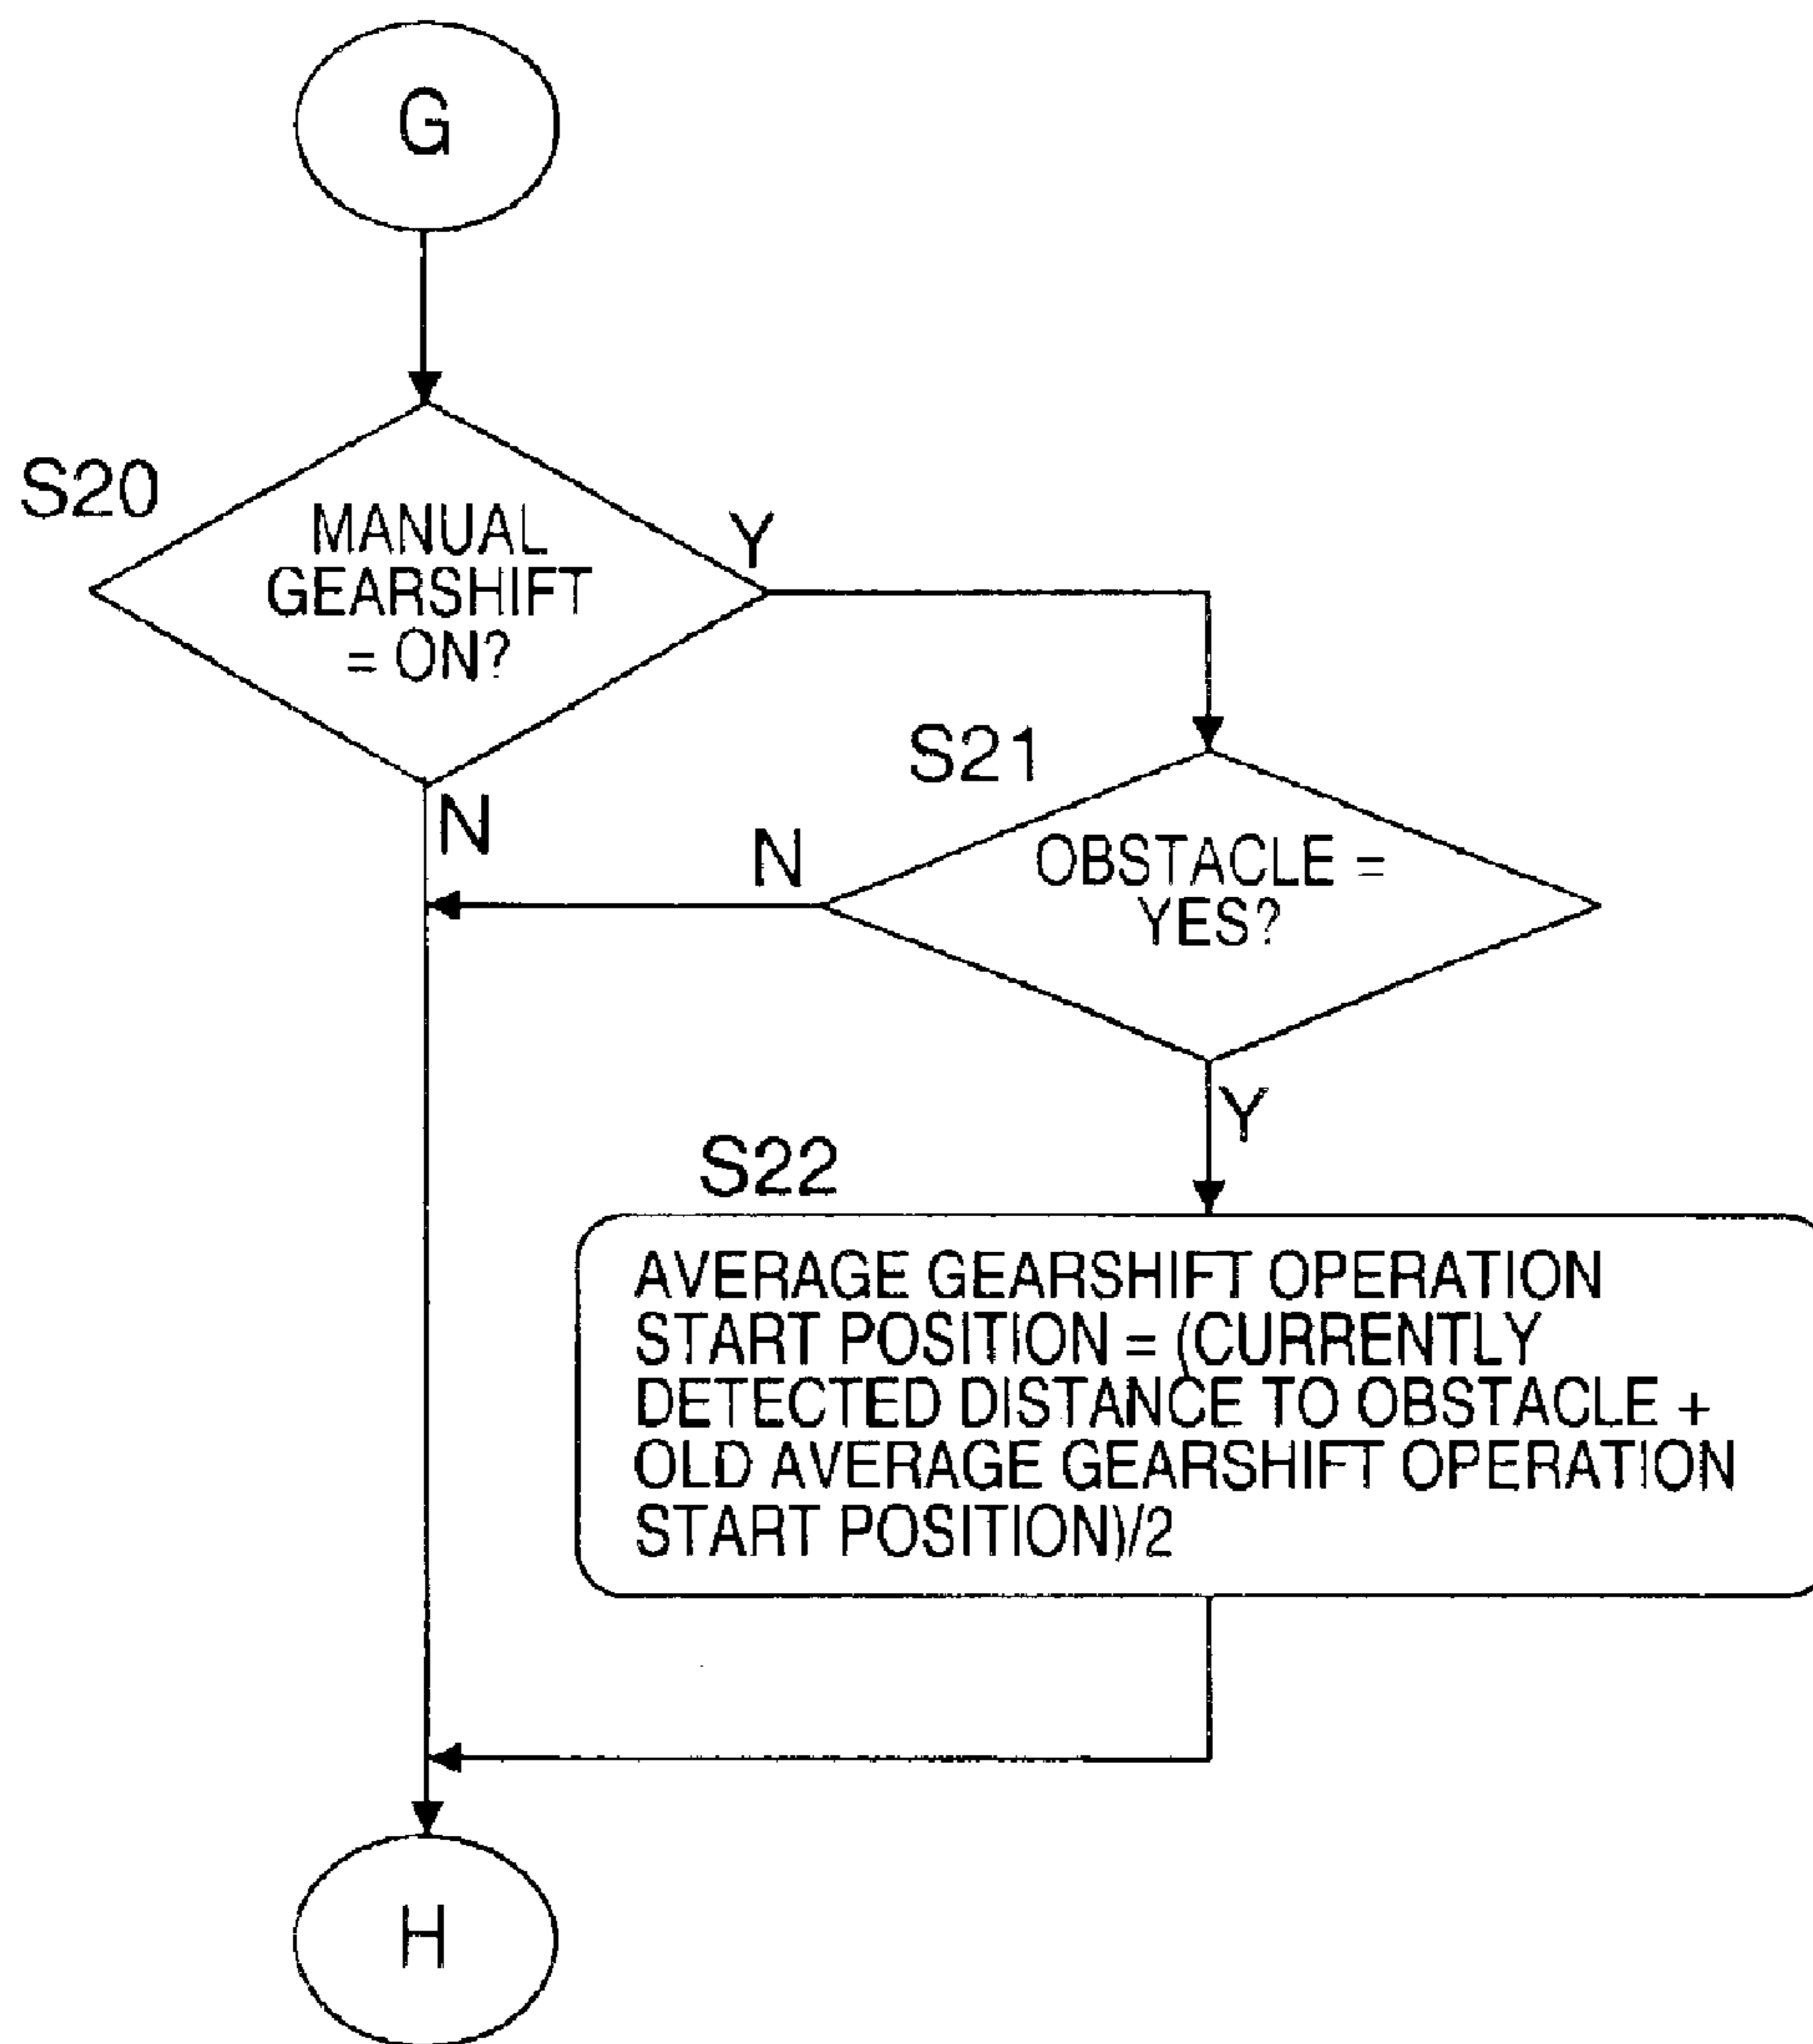 G
S20
MANUAL
GEARSHIFT
= ON?
Y
N
S21
OBSTACLE =
YES?
N
Y
S22
AVERAGE GEARSHIFT OPERATION
START POSITION = (CURRENTLY
DETECTED DISTANCE TO OBSTACLE +
OLD AVERAGE GEARSHIFT OPERATION
START POSITION)/2
H